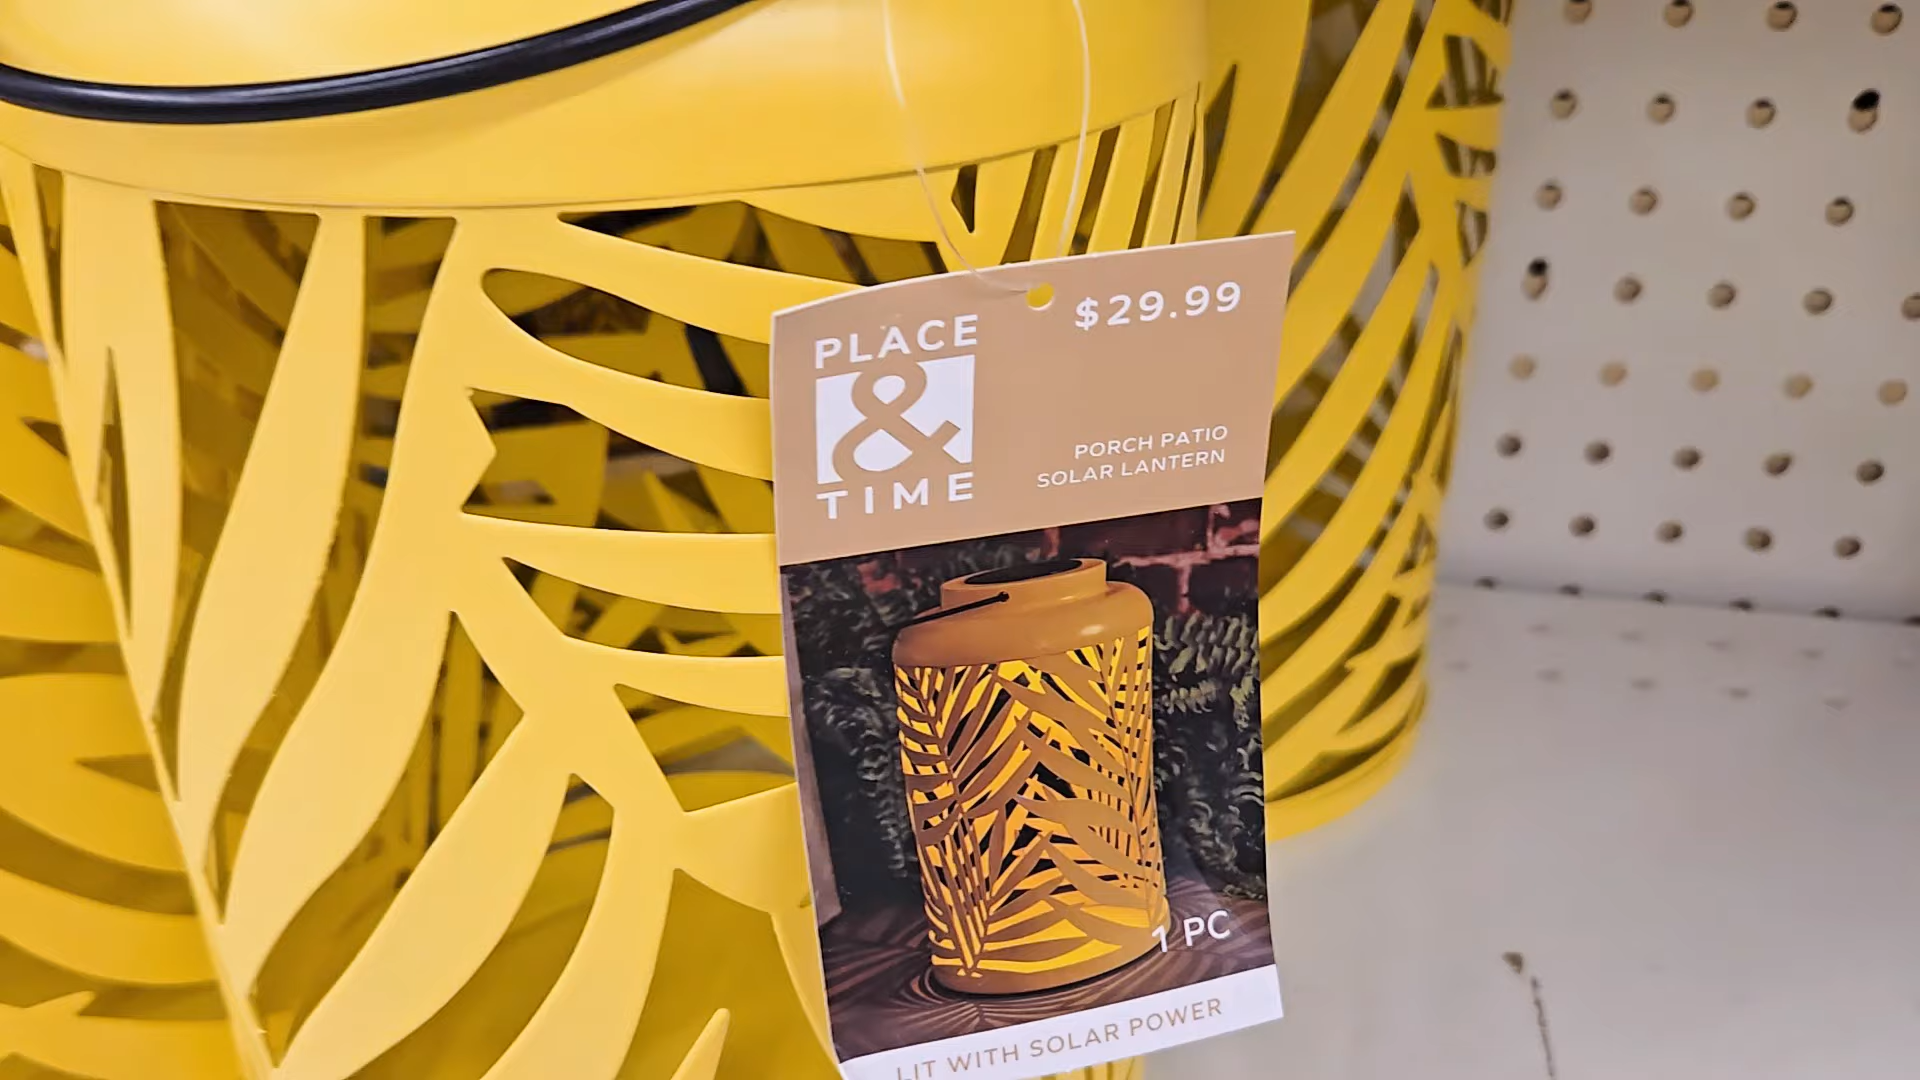 PLACE
&
TIME
$29.99
PORCH PATIO
SOLAR LANTERN
1 PC
LIT WITH SOLAR POWER